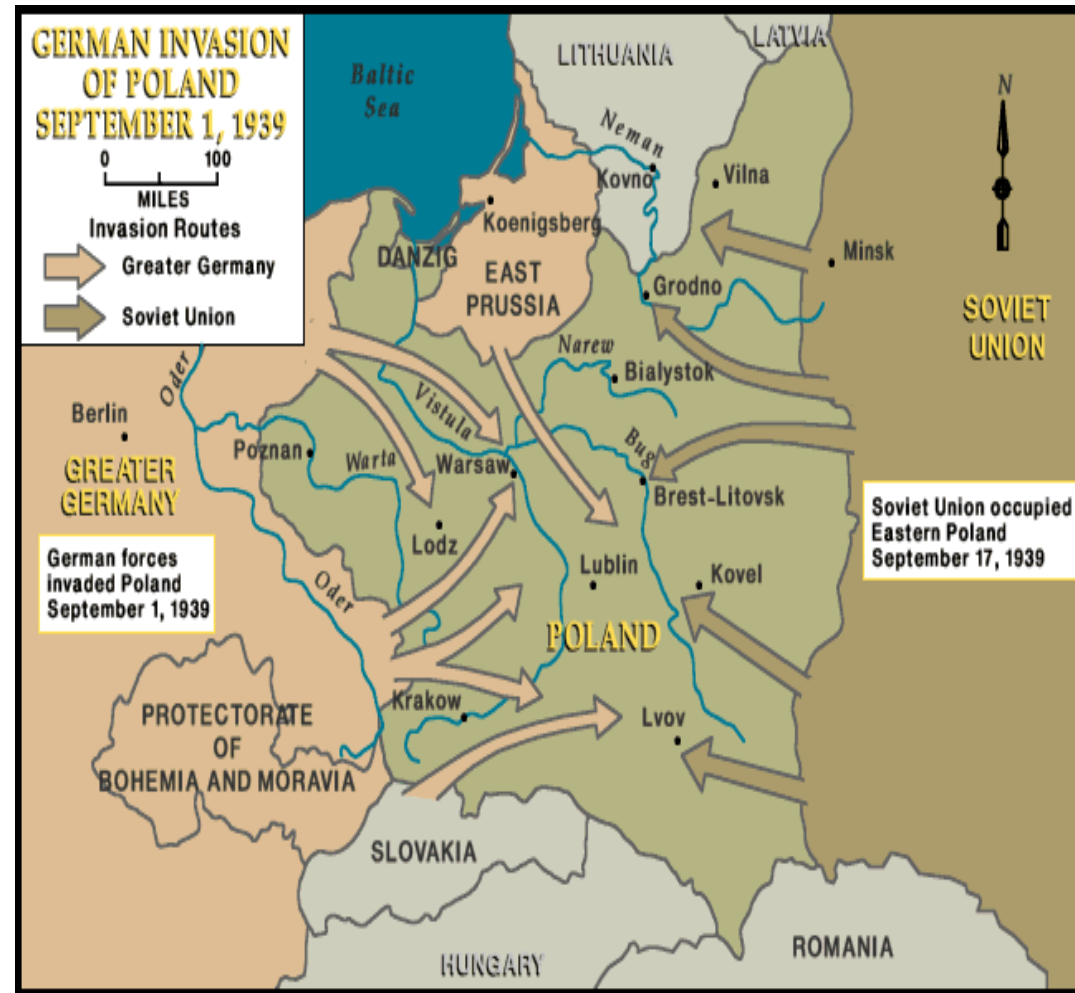 GERMAN INVASION
OF POLAND
SEPTEMBER 1, 1939
0 100
MILES
Invasion Routes
Greater Germany
Soviet Union
Baltic
Sea
LITHUANIA
LATVIA
N
Neman
Kovno
Vilna
Koenigsberg
Minsk
DANZIG
EAST
PRUSSIA
Grodno
SOVIET
UNION
Oder
Narew
Bialystok
Berlin
Vistula
Poznan
Warta
Warsaw
Bug
Brest-Litovsk
GREATER
GERMANY
Soviet Union occupied
Eastern Poland
September 17, 1939
Lodz
German forces
invaded Poland
September 1, 1939
Oder
Lublin
Kovel
POLAND
Krakow
Lvov
PROTECTORATE
OF
BOHEMIA AND MORAVIA
SLOVAKIA
HUNGARY
ROMANIA